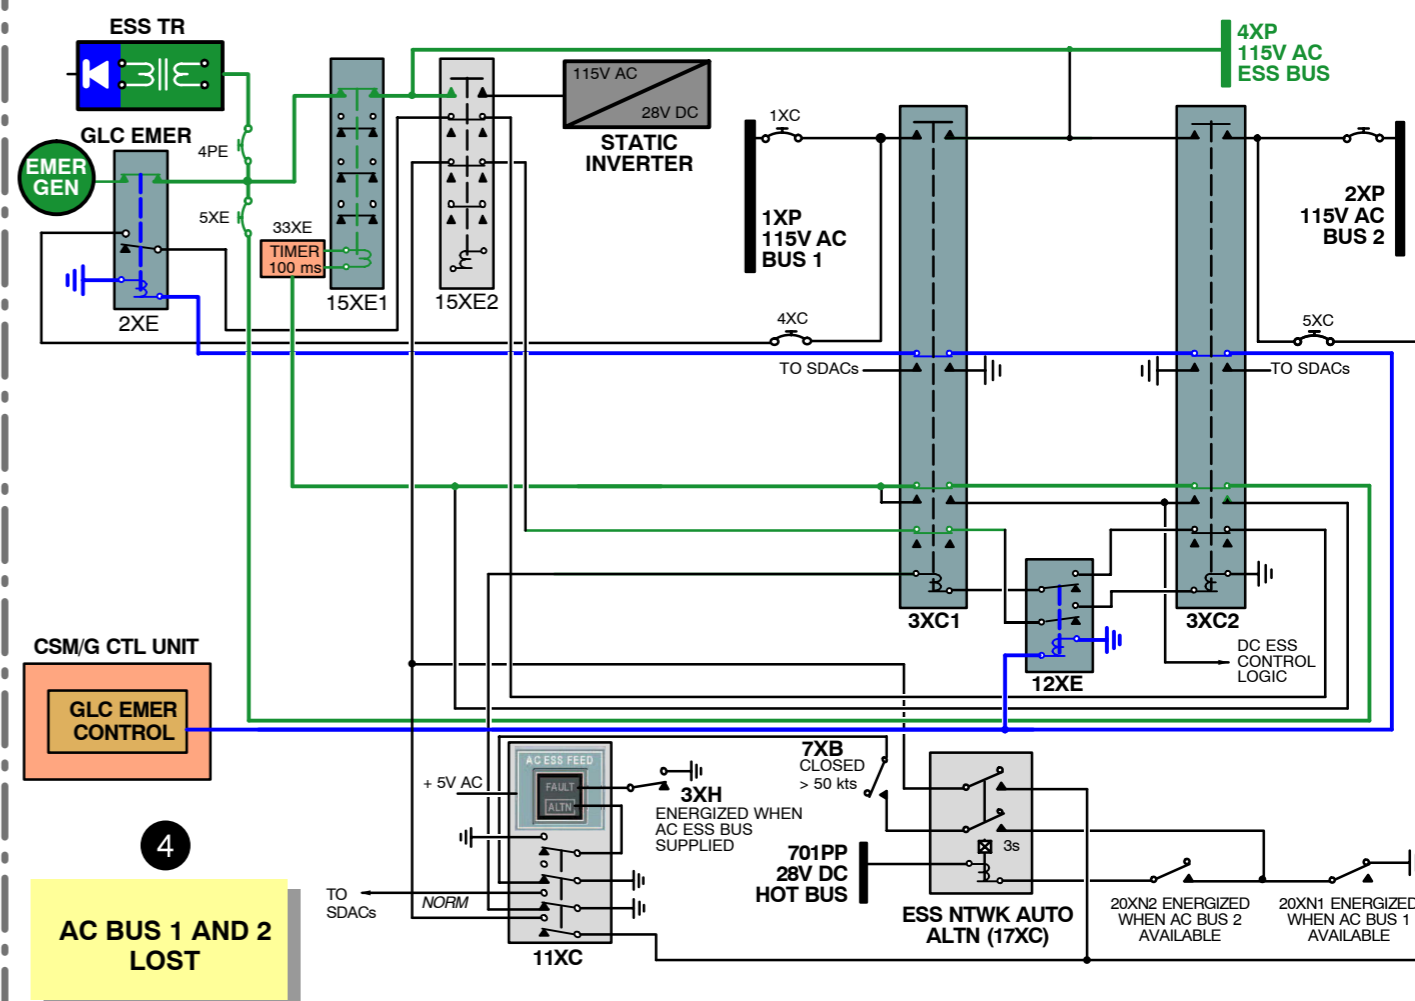 ESS TR
4XP
115V AC
ESS BUS
115V AC
28V DC
STATIC
INVERTER
1XC
GLC EMER
4PE
EMER
GEN
5XE
33XE
TIMER
100 ms
1XP
115V AC
BUS 1
2XP
115V AC
BUS 2
15XE1
15XE2
2XE
4XC
5XC
TO SDACs
TO SDACs
3XC1
3XC2
12XE
DC ESS
CONTROL
LOGIC
CSM/G CTL UNIT
GLC EMER
CONTROL
AC ESS FEED
FAULT
ALTN
+ 5V AC
3XH
ENERGIZED WHEN
AC ESS BUS
SUPPLIED
7XB
CLOSED
> 50 kts
3s
701PP
28V DC
HOT BUS
ESS NTWK AUTO
ALTN (17XC)
20XN2 ENERGIZED
WHEN AC BUS 2
AVAILABLE
20XN1 ENERGIZED
WHEN AC BUS 1
AVAILABLE
4
AC BUS 1 AND 2
LOST
TO
SDACs
NORM
11XC